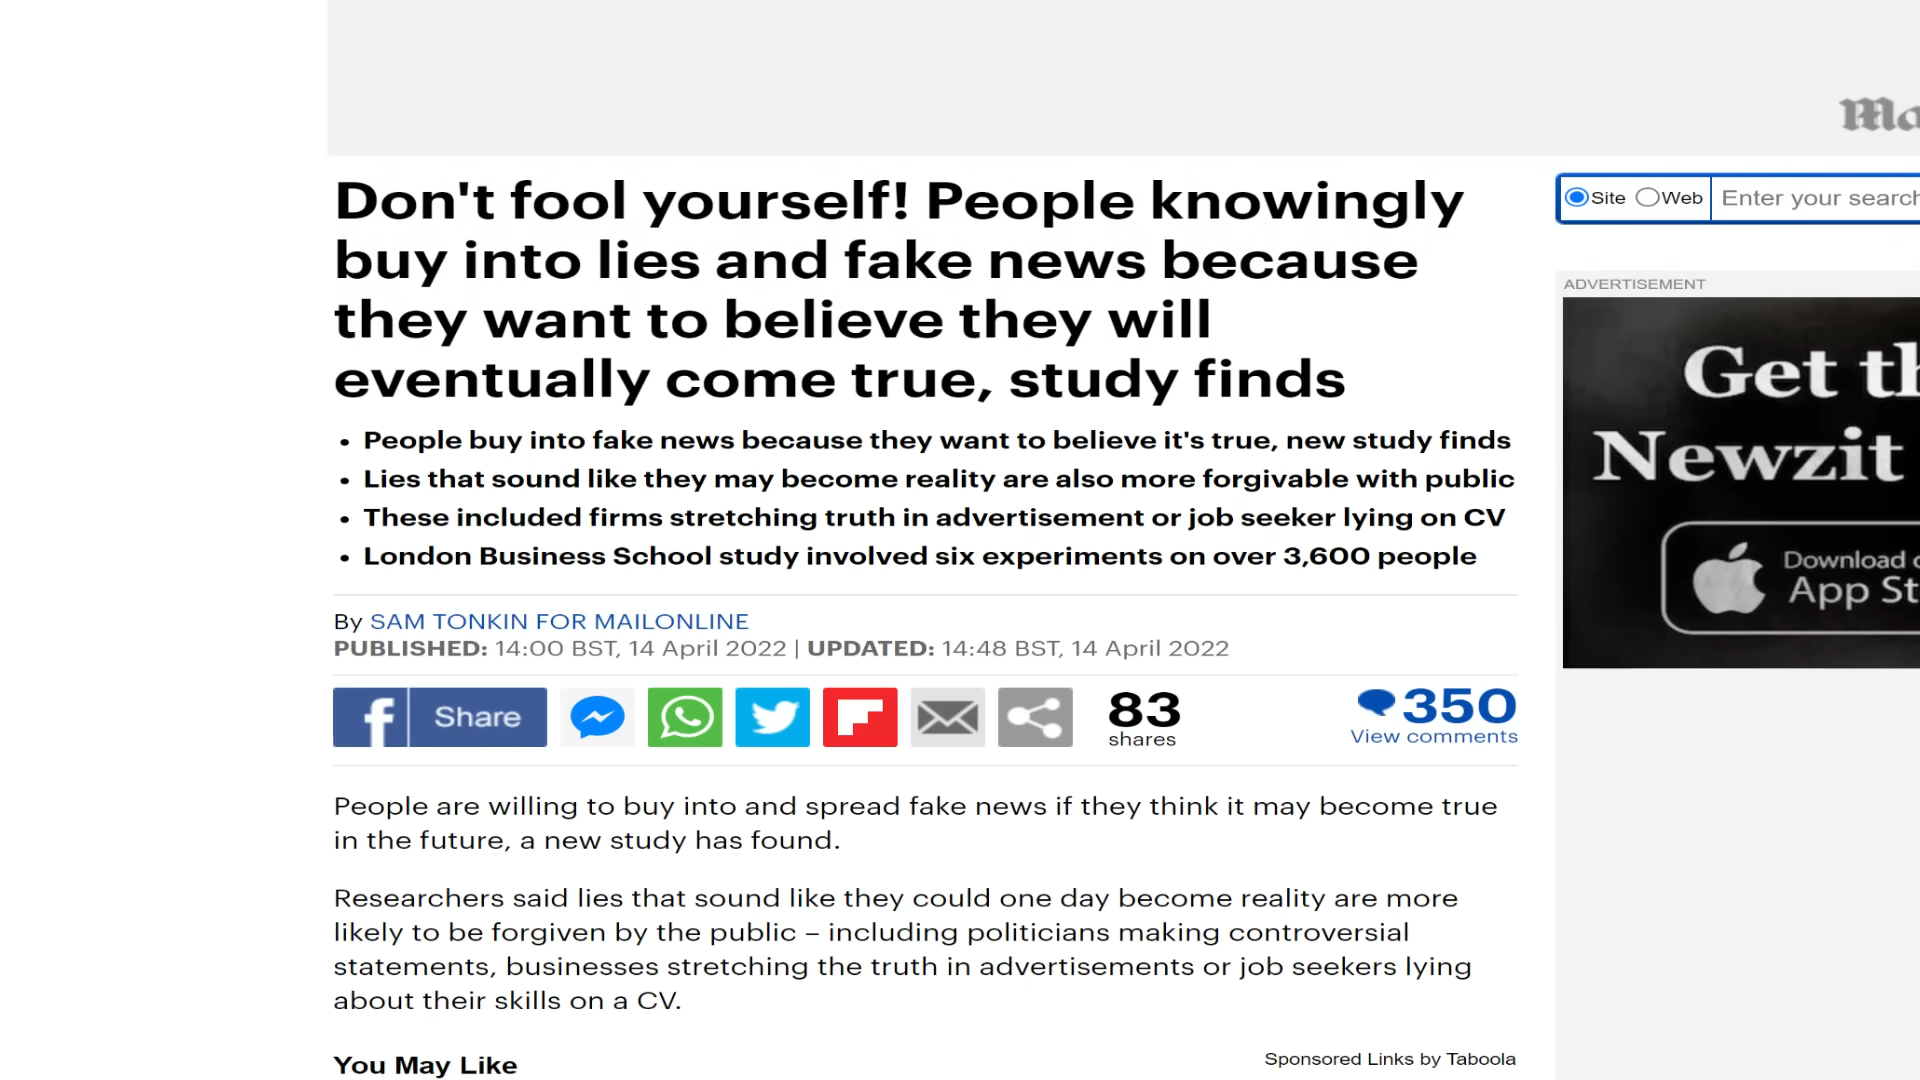 Don't fool yourself! People knowingly
buy into lies and fake news because
they want to believe they will
eventually come true, study finds
• People buy into fake news because they want to believe it's true, new study finds
• Lies that sound like they may become reality are also more forgivable with public
• These included firms stretching truth in advertisement or job seeker lying on CV
• London Business School study involved six experiments on over 3,600 people
By SAM TONKIN FOR MAILONLINE
PUBLISHED: 14:00 BST, 14 April 2022 | UPDATED: 14:48 BST, 14 April 2022
Share
83
shares
350
View comments
People are willing to buy into and spread fake news if they think it may become true
in the future, a new study has found.
Researchers said lies that sound like they could one day become reality are more
likely to be forgiven by the public – including politicians making controversial
statements, businesses stretching the truth in advertisements or job seekers lying
about their skills on a CV.
You May Like
Sponsored Links by Taboola
Site Web Enter your search
ADVERTISEMENT
Get
Newzit
Download
App